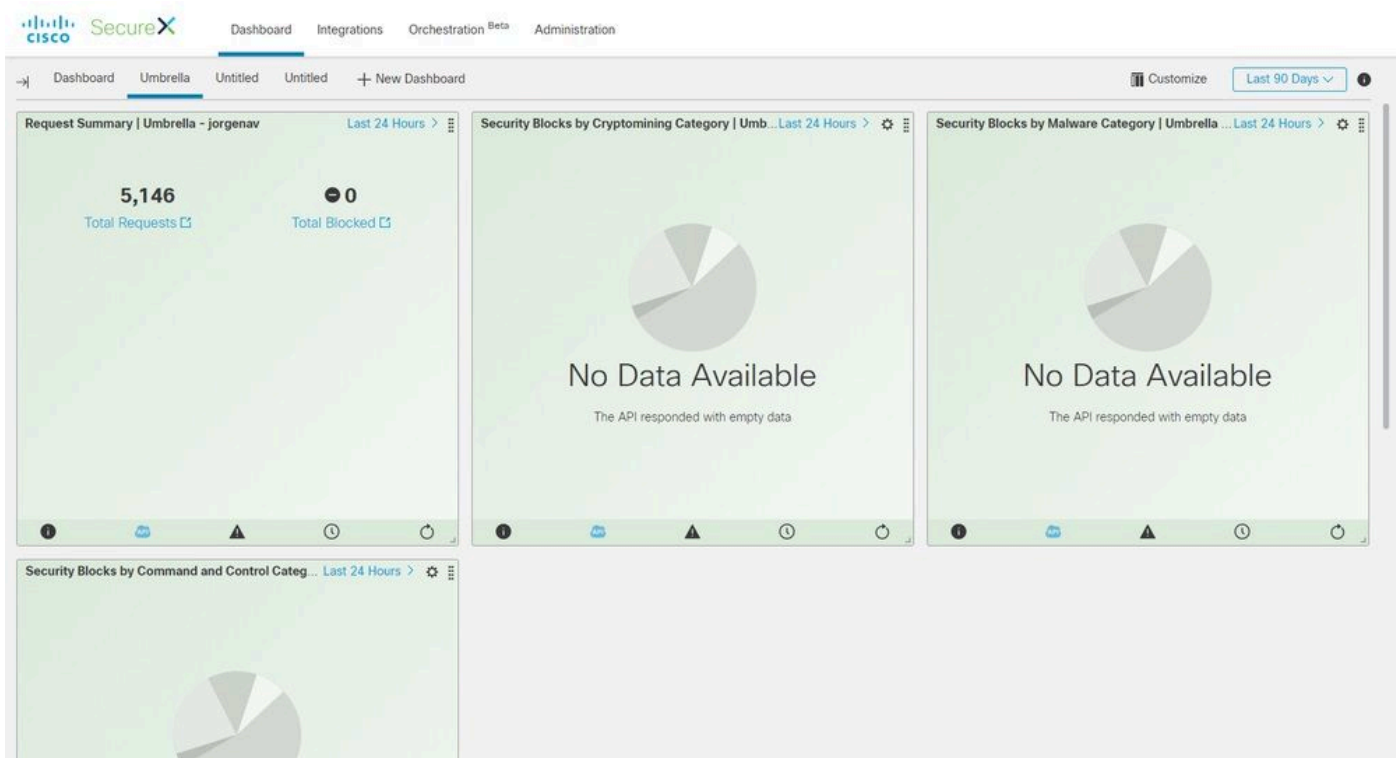 CISCO SecureX Dashboard Integrations Orchestration Beta Administration
Dashboard Umbrella Untitled Untitled + New Dashboard Customize Last 90 Days
Request Summary | Umbrella - jorgenav Last 24 Hours >
5,146
Total Requests
0
Total Blocked
Security Blocks by Cryptomining Category | Umb... Last 24 Hours >
No Data Available
The API responded with empty data
Security Blocks by Malware Category | Umbrella ... Last 24 Hours >
No Data Available
The API responded with empty data
Security Blocks by Command and Control Categ... Last 24 Hours >